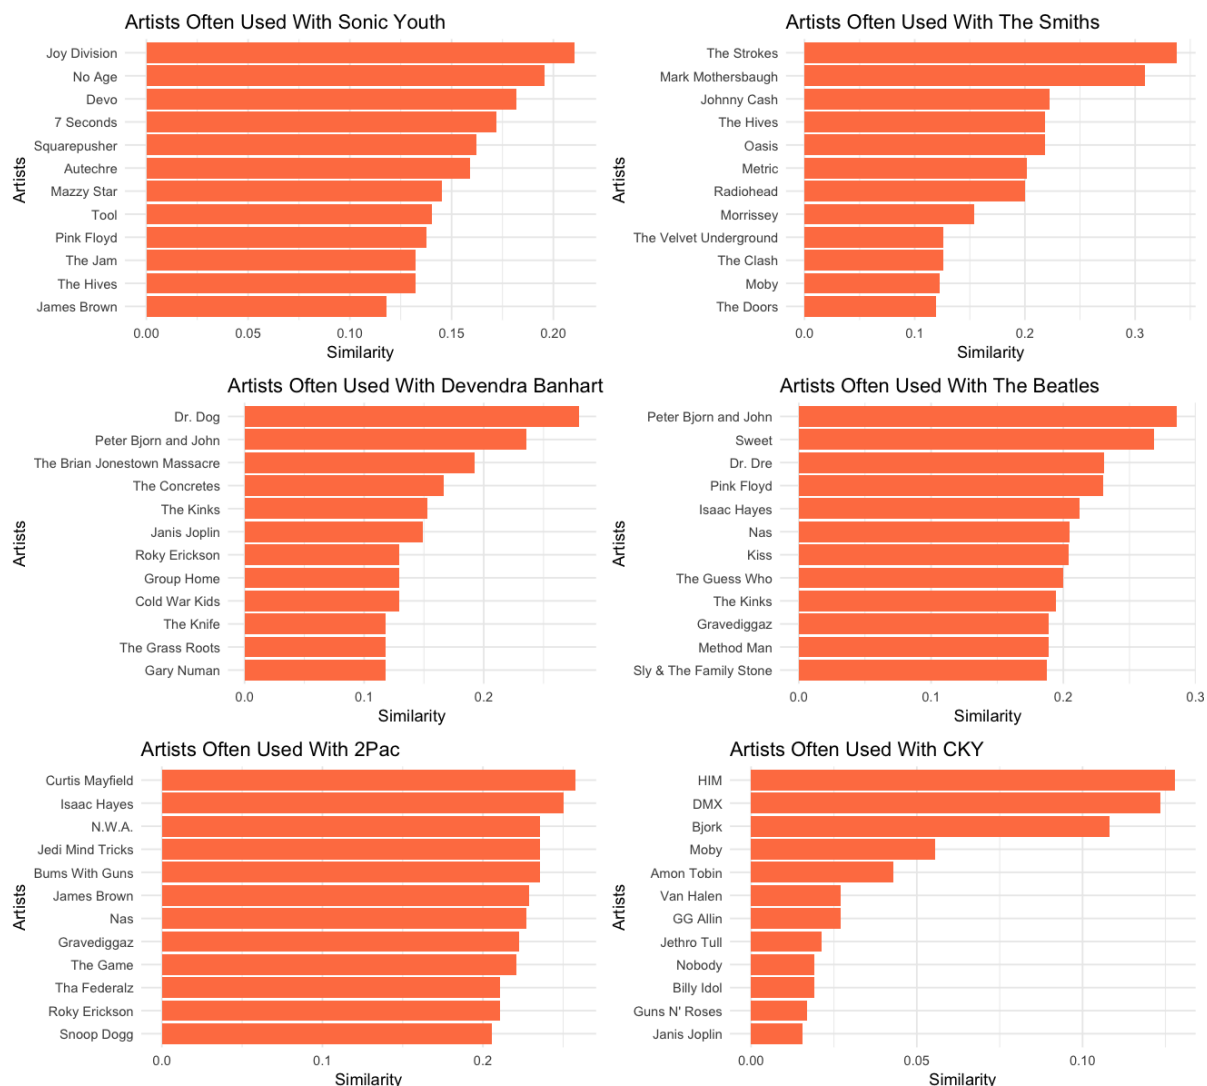 Artists Often Used With Sonic Youth
Artists
Joy Division
No Age
Devo
7 Seconds
Squarepusher
Autechre
Mazzy Star
Tool
Pink Floyd
The Jam
The Hives
James Brown
0.00 0.05 0.10 0.15 0.20
Similarity
Artists Often Used With The Smiths
Artists
The Strokes
Mark Mothersbaugh
Johnny Cash
The Hives
Oasis
Metric
Radiohead
Morrissey
The Velvet Underground
The Clash
Moby
The Doors
0.0 0.1 0.2 0.3
Similarity
Artists Often Used With Devendra Banhart
Artists
Dr. Dog
Peter Bjorn and John
The Brian Jonestown Massacre
The Concretes
The Kinks
Janis Joplin
Roky Erickson
Group Home
Cold War Kids
The Knife
The Grass Roots
Gary Numan
0.0 0.1 0.2
Similarity
Artists Often Used With The Beatles
Artists
Peter Bjorn and John
Sweet
Dr. Dre
Pink Floyd
Isaac Hayes
Nas
Kiss
The Guess Who
The Kinks
Gravediggaz
Method Man
Sly & The Family Stone
0.0 0.1 0.2 0.3
Similarity
Artists Often Used With 2Pac
Artists
Curtis Mayfield
Isaac Hayes
N.W.A.
Jedi Mind Tricks
Bums With Guns
James Brown
Nas
Gravediggaz
The Game
Tha Federalz
Roky Erickson
Snoop Dogg
0.0 0.1 0.2
Similarity
Artists Often Used With CKY
Artists
HIM
DMX
Bjork
Moby
Amon Tobin
Van Halen
GG Allin
Jethro Tull
Nobody
Billy Idol
Guns N' Roses
Janis Joplin
0.00 0.05 0.10
Similarity